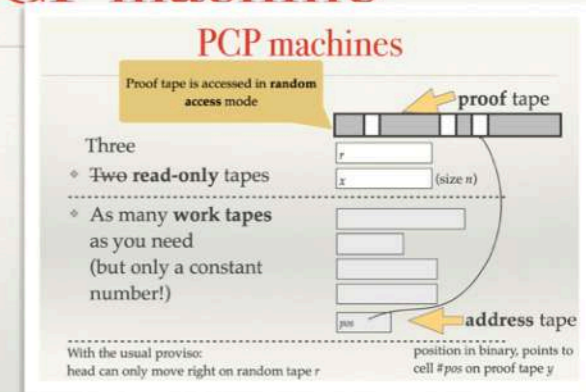 PCP machines
Proof tape is accessed in random
access mode
proof tape
Three
Two read-only tapes
r
x
(size n)
As many work tapes
as you need
(but only a constant
number!)
pos
address tape
With the usual proviso:
head can only move right on random tape r
position in binary, points to
cell #pos on proof tape y